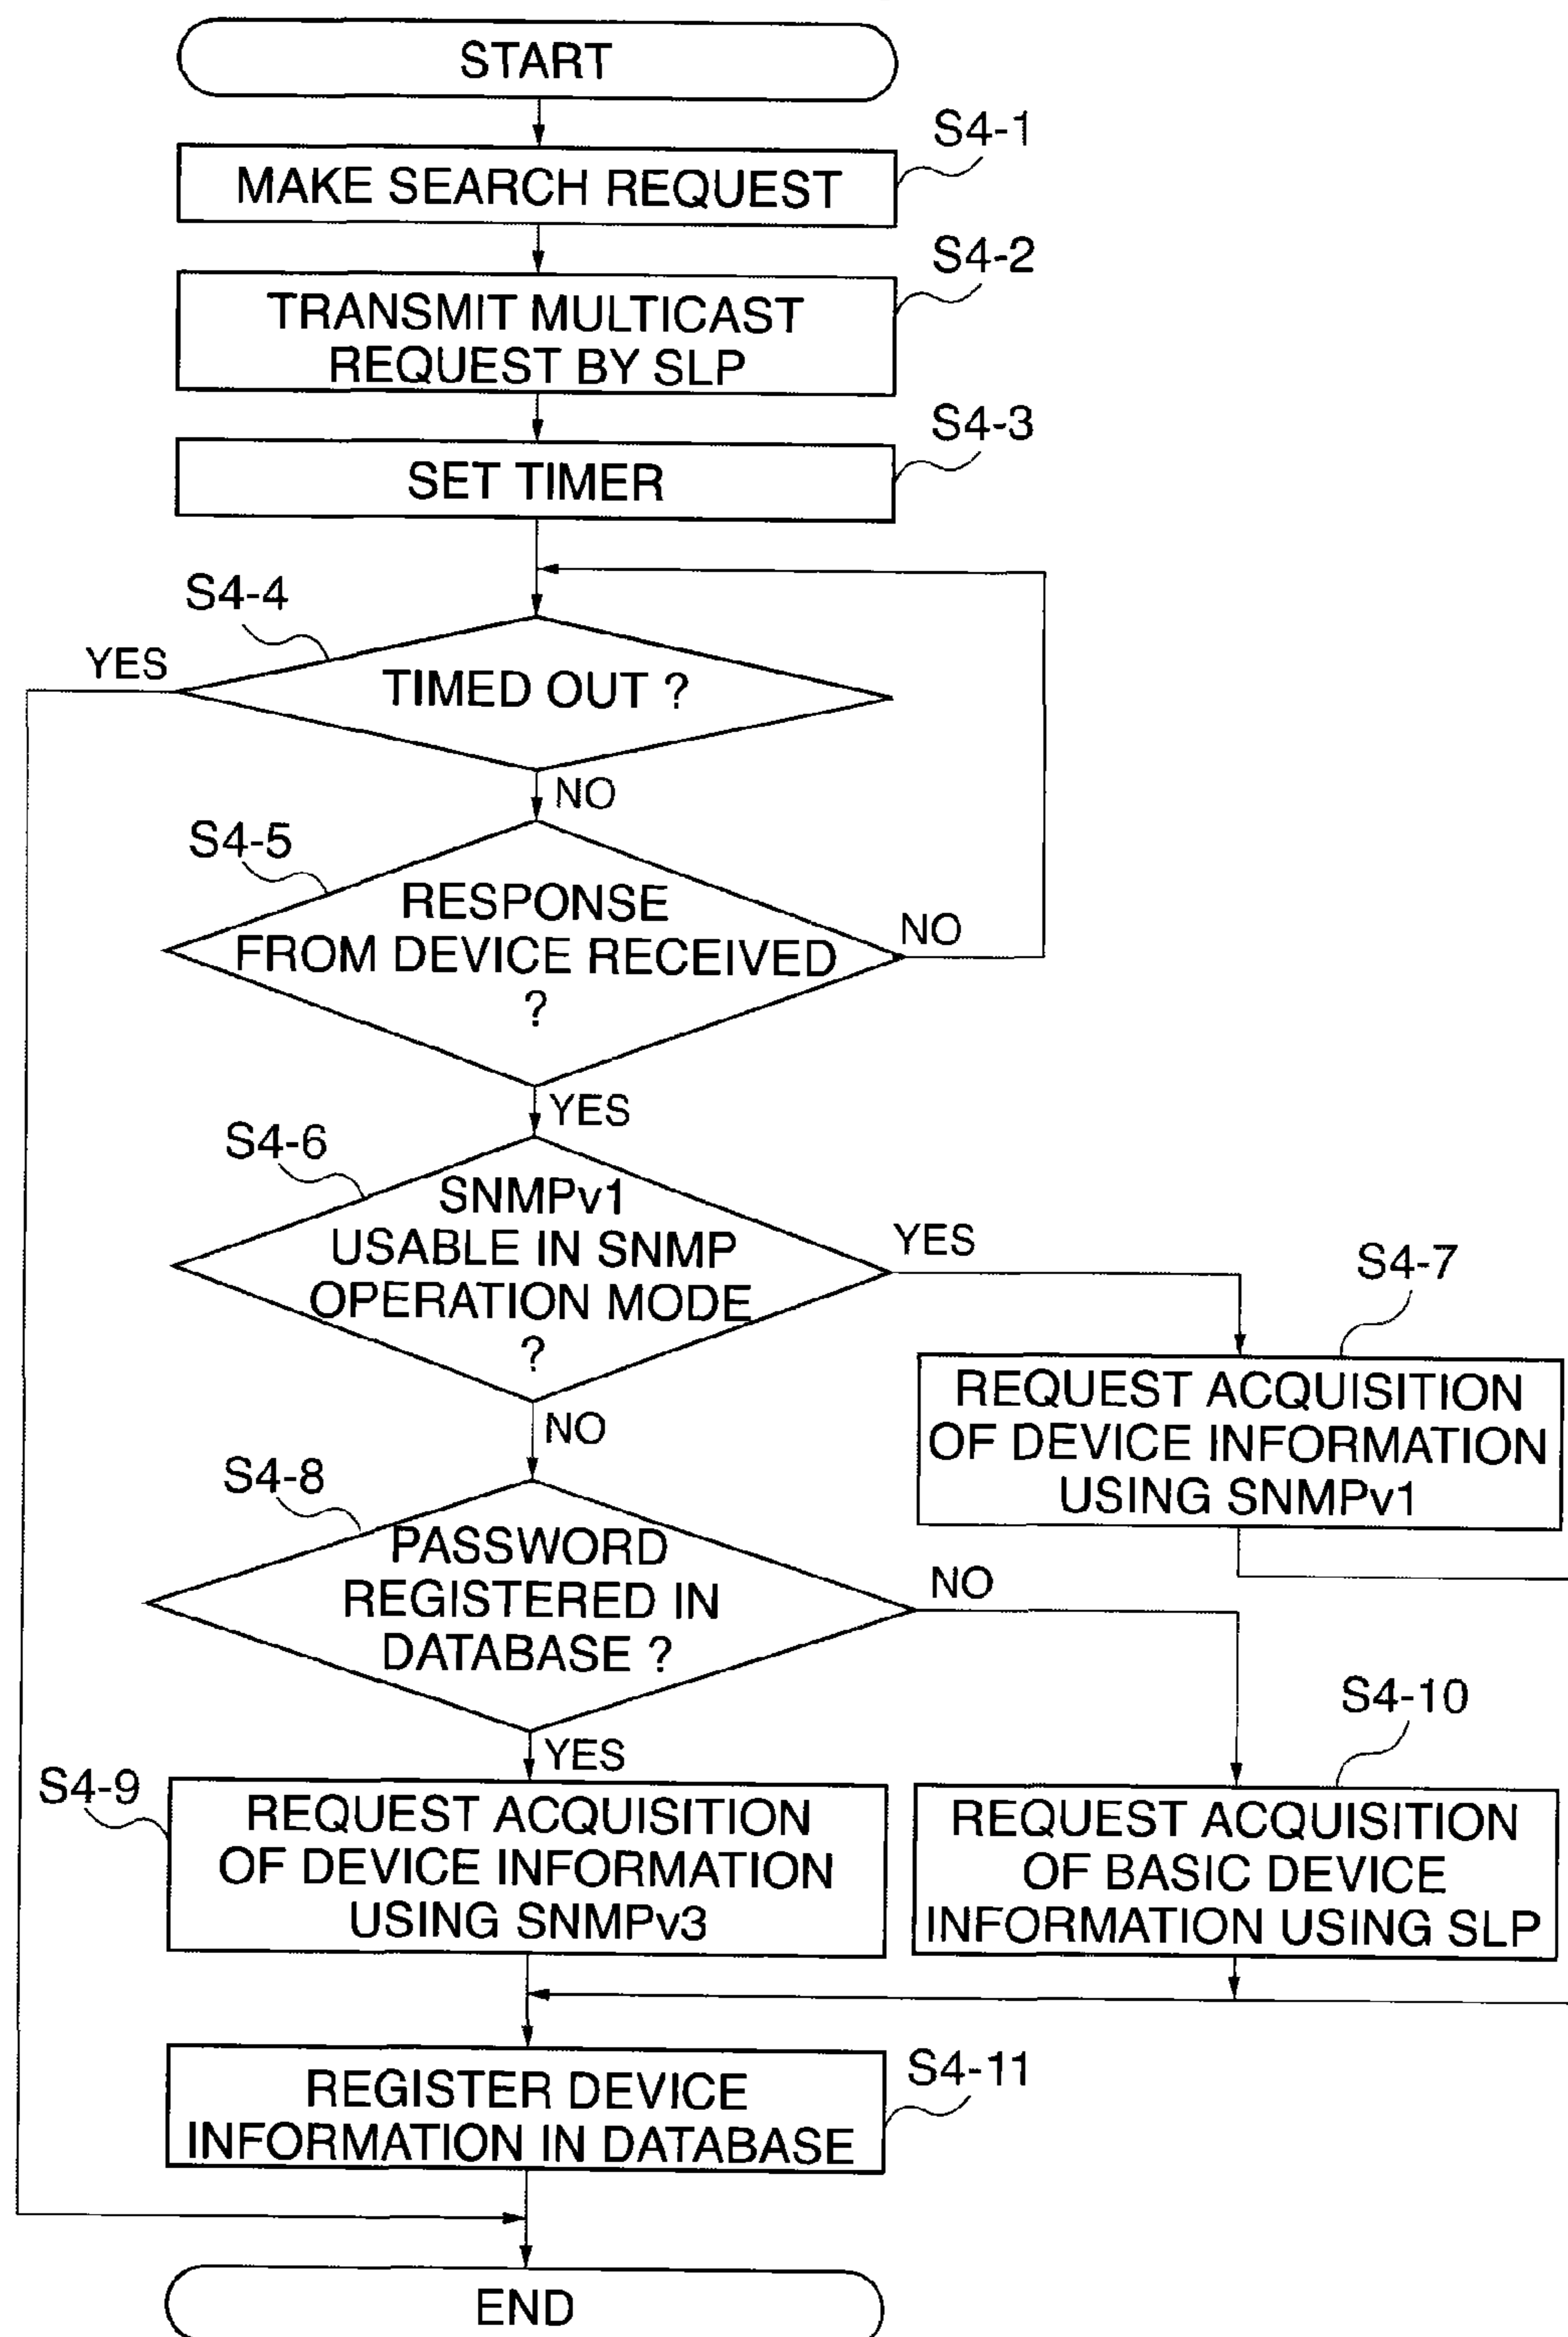 START
S4-1
MAKE SEARCH REQUEST
S4-2
TRANSMIT MULTICAST
REQUEST BY SLP
S4-3
SET TIMER
S4-4
YES
TIMED OUT ?
NO
S4-5
RESPONSE
FROM DEVICE RECEIVED
?
NO
YES
S4-6
SNMPv1
USABLE IN SNMP
OPERATION MODE
?
YES
S4-7
REQUEST ACQUISITION
OF DEVICE INFORMATION
USING SNMPv1
NO
S4-8
PASSWORD
REGISTERED IN
DATABASE ?
NO
YES
S4-9
REQUEST ACQUISITION
OF DEVICE INFORMATION
USING SNMPv3
S4-10
REQUEST ACQUISITION
OF BASIC DEVICE
INFORMATION USING SLP
S4-11
REGISTER DEVICE
INFORMATION IN DATABASE
END